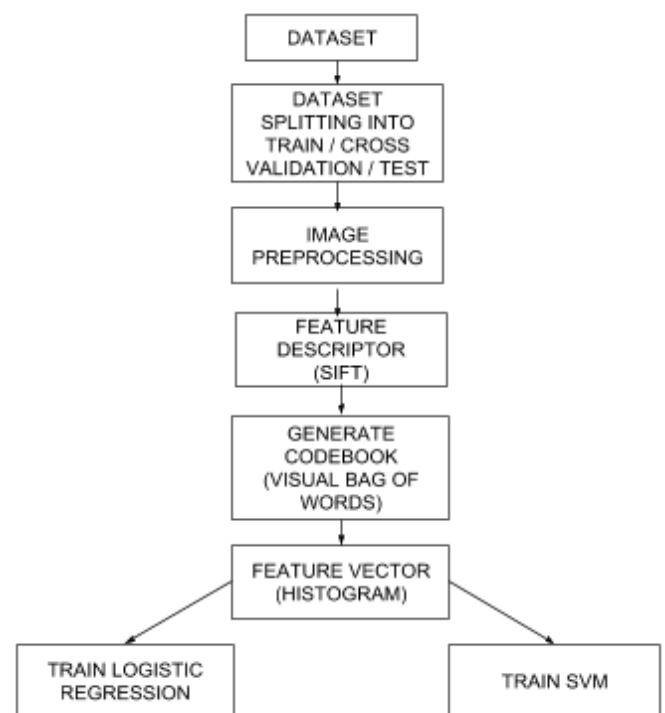 DATASET
DATASET
SPLITTING INTO
TRAIN / CROSS
VALIDATION / TEST
IMAGE
PREPROCESSING
FEATURE
DESCRIPTOR
(SIFT)
GENERATE
CODEBOOK
(VISUAL BAG OF
WORDS)
FEATURE VECTOR
(HISTOGRAM)
TRAIN LOGISTIC
REGRESSION
TRAIN SVM